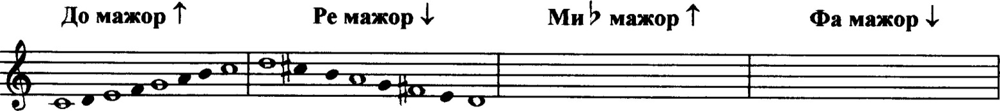 До мажор ↑ Ре мажор ↓ Ми♭ мажор ↑ Фа мажор ↓